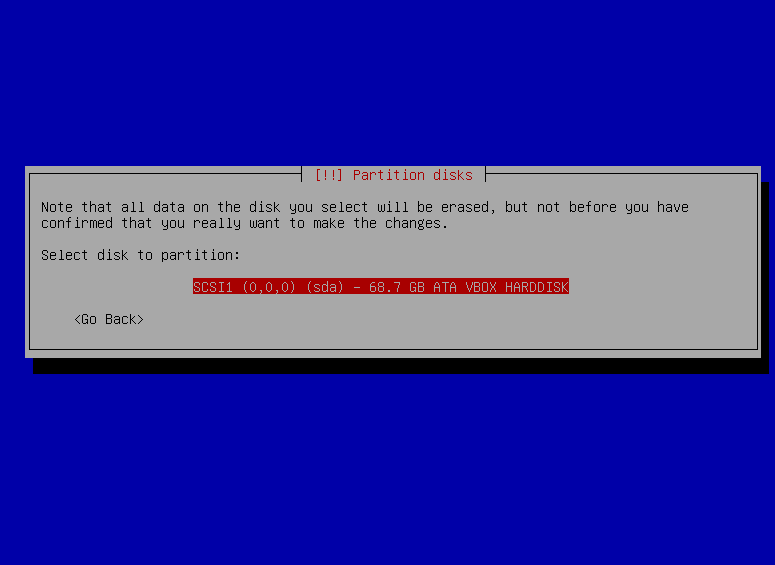 [!!] Partition disks
Note that all data on the disk you select will be erased, but not before you have
confirmed that you really want to make the changes.
Select disk to partition:
SCSI1 (0,0,0) (sda) - 68.7 GB ATA VBOX HARDDISK
<Go Back>